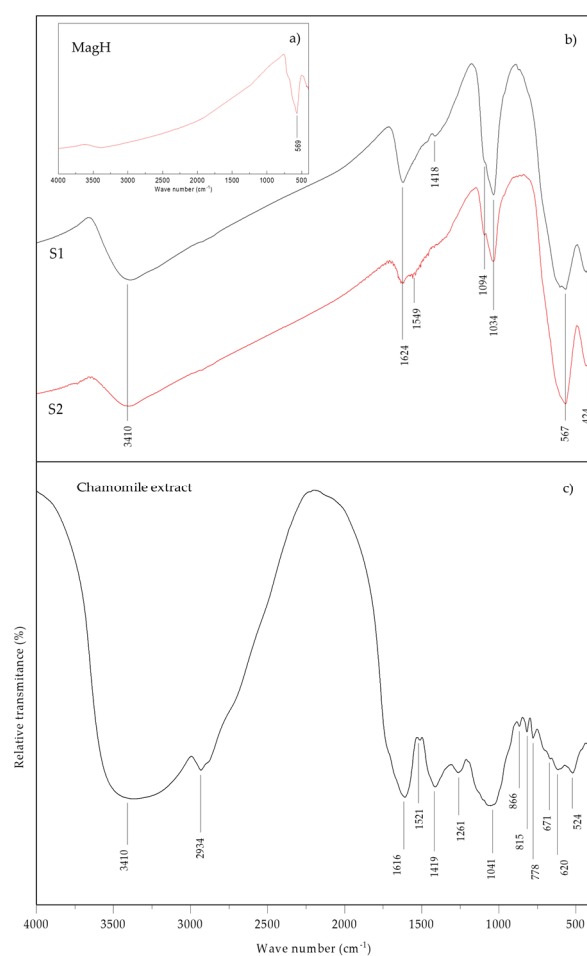 MagH
a)
b)
569
4000 3500 3000 2500 2000 1500 1000 500
Wave number (cm⁻¹)
S1
S2
3410
1624
1549
1418
1094
1034
567
424
Chamomile extract
c)
Relative transmitance (%)
3410
2934
1616
1521
1419
1261
1041
866
815
778
671
620
524
4000 3500 3000 2500 2000 1500 1000 500
Wave number (cm⁻¹)